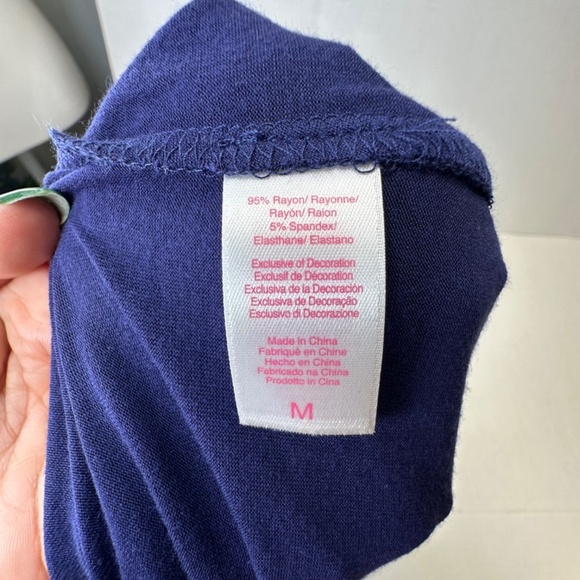 95% Rayon/ Rayonne/
Rayón/ Raion
5% Spandex/
Elasthane/ Elastano
Exclusive of Decoration
Exclusif de Décoration
Exclusiva de la Decoración
Exclusiva de Decoração
Esclusivo di Decorazione
Made in China
Fabriqué en Chine
Hecho en China
Fabricado na China
Prodotto in Cina
M